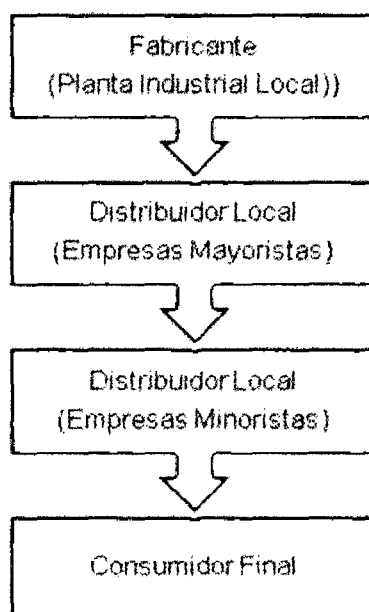 Fabricante
(Planta Industrial Local))
Distribuidor Local
(Empresas Mayoristas)
Distribuidor Local
(Empresas Minoristas)
Consumidor Final